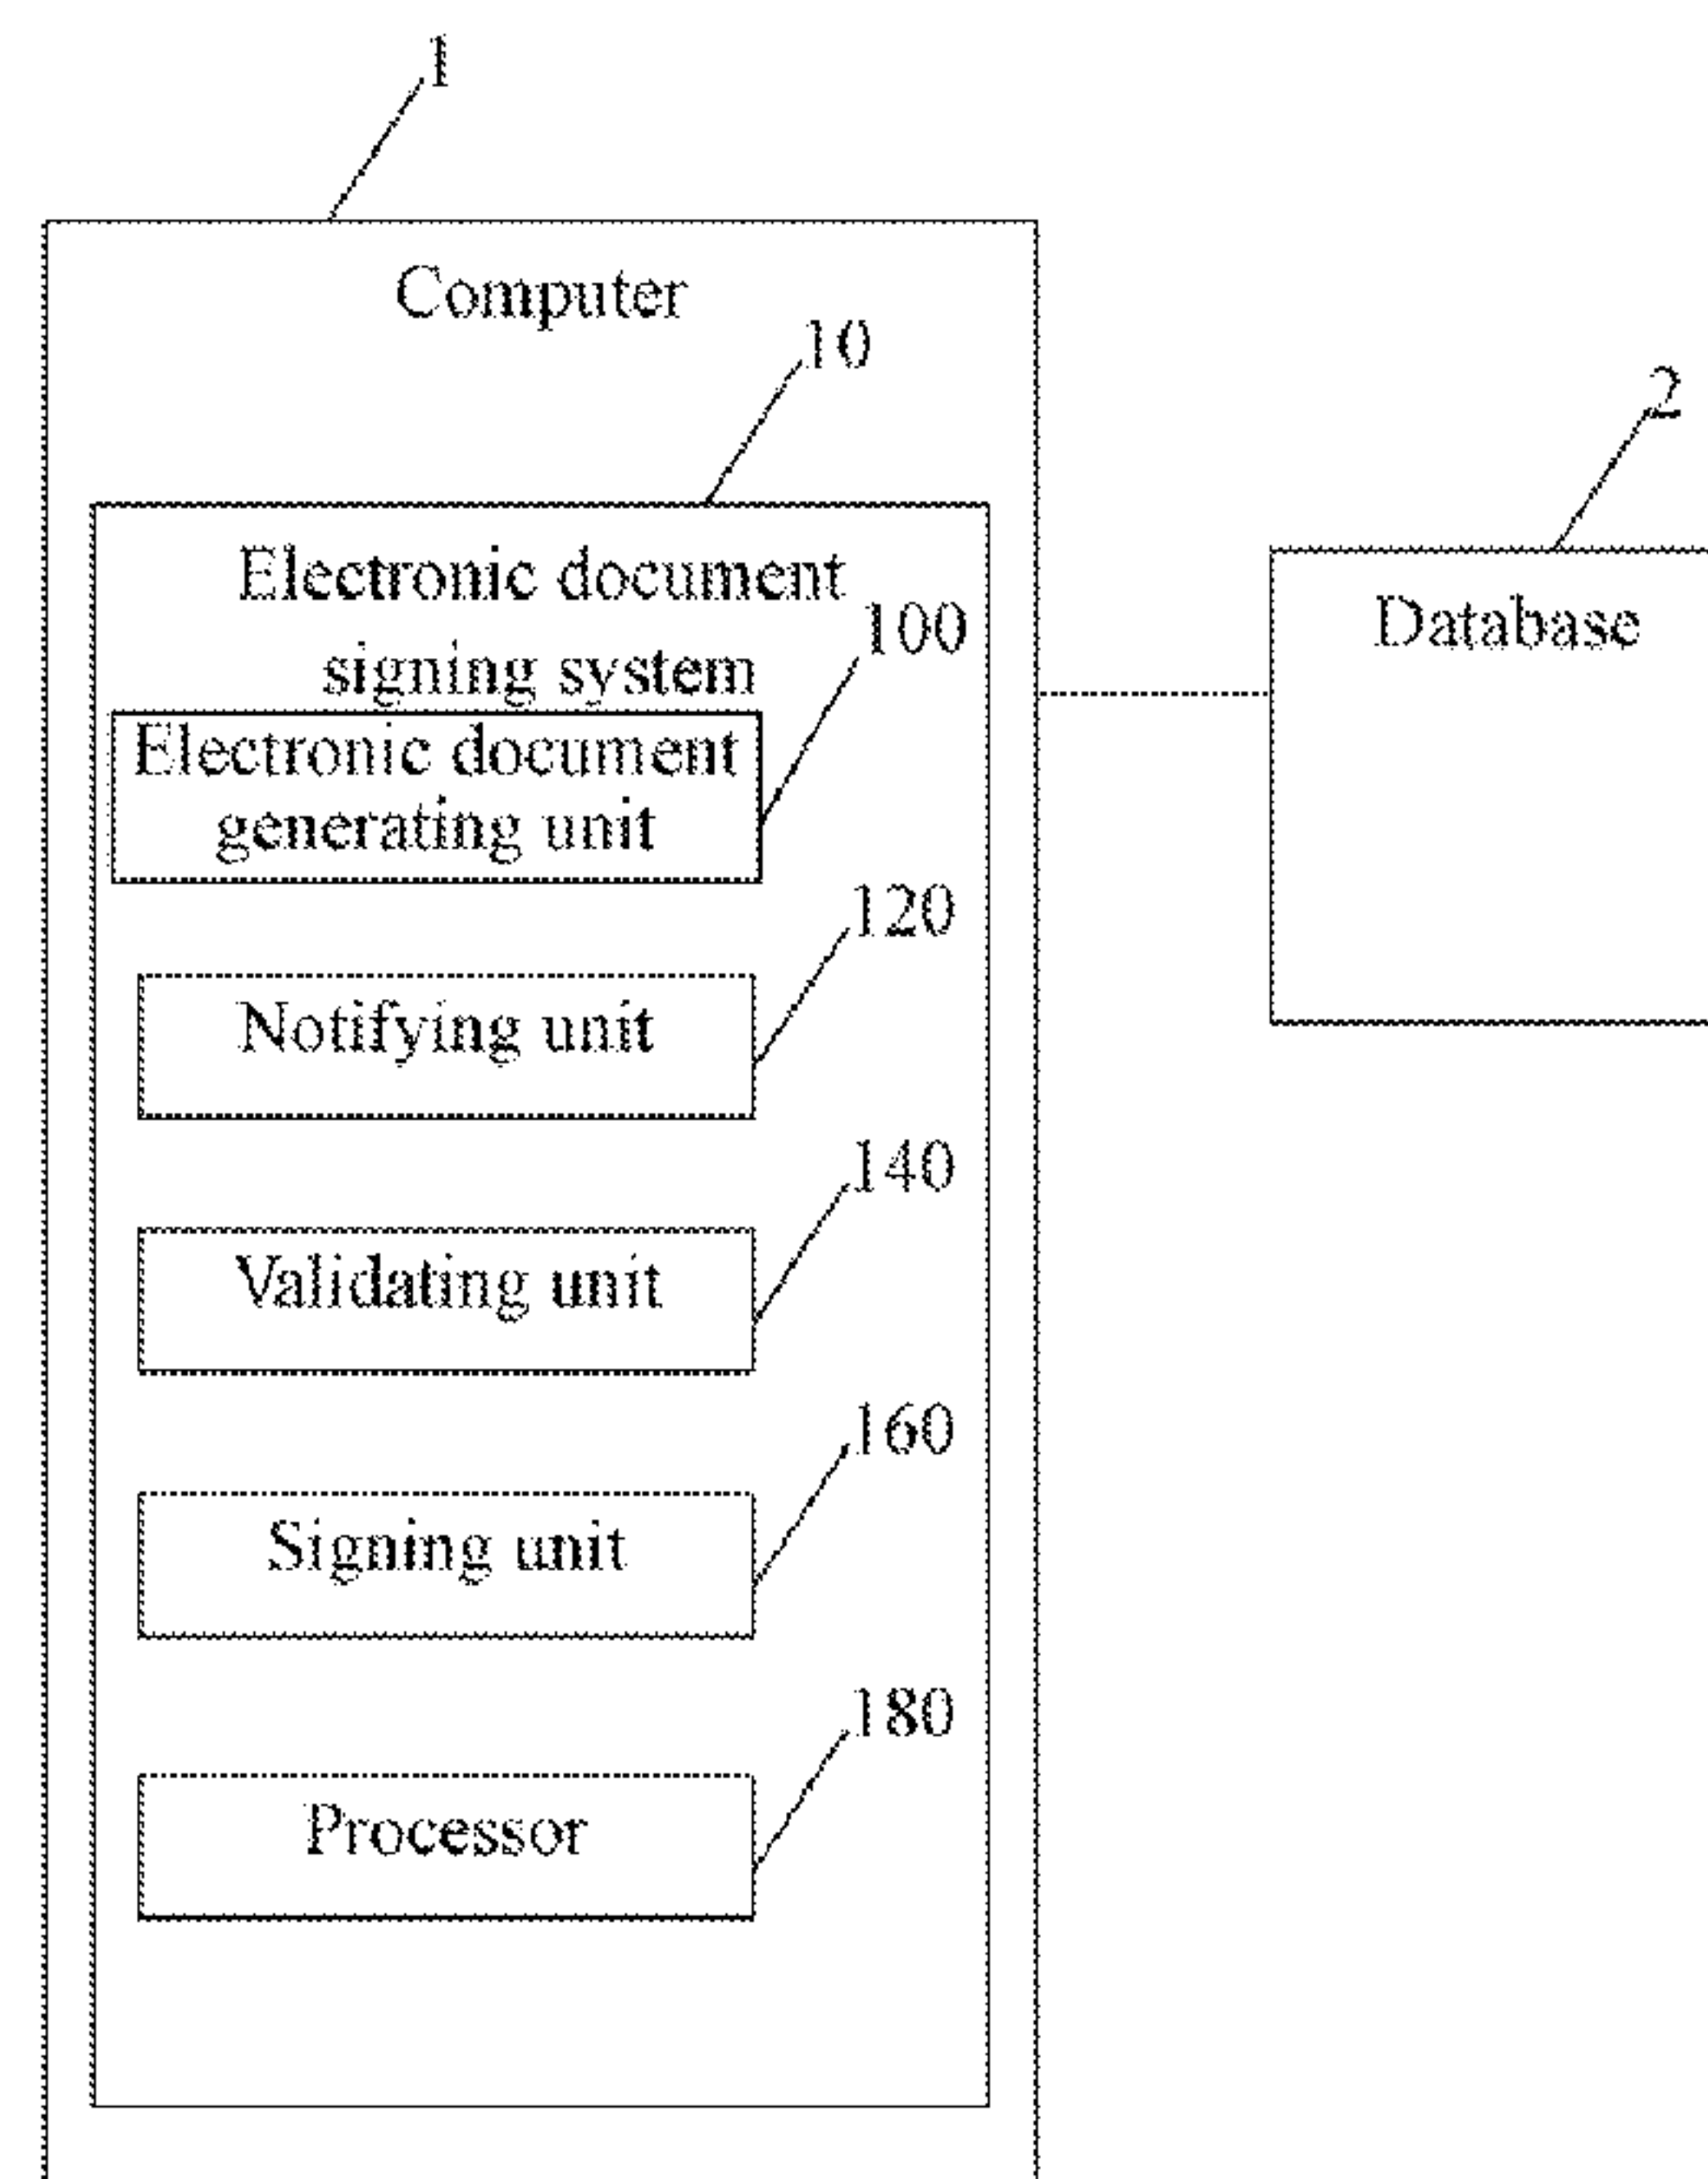 1
Computer
10
2
Electronic document
signing system
100
Database
Electronic document
generating unit
120
Notifying unit
140
Validating unit
160
Signing unit
180
Processor